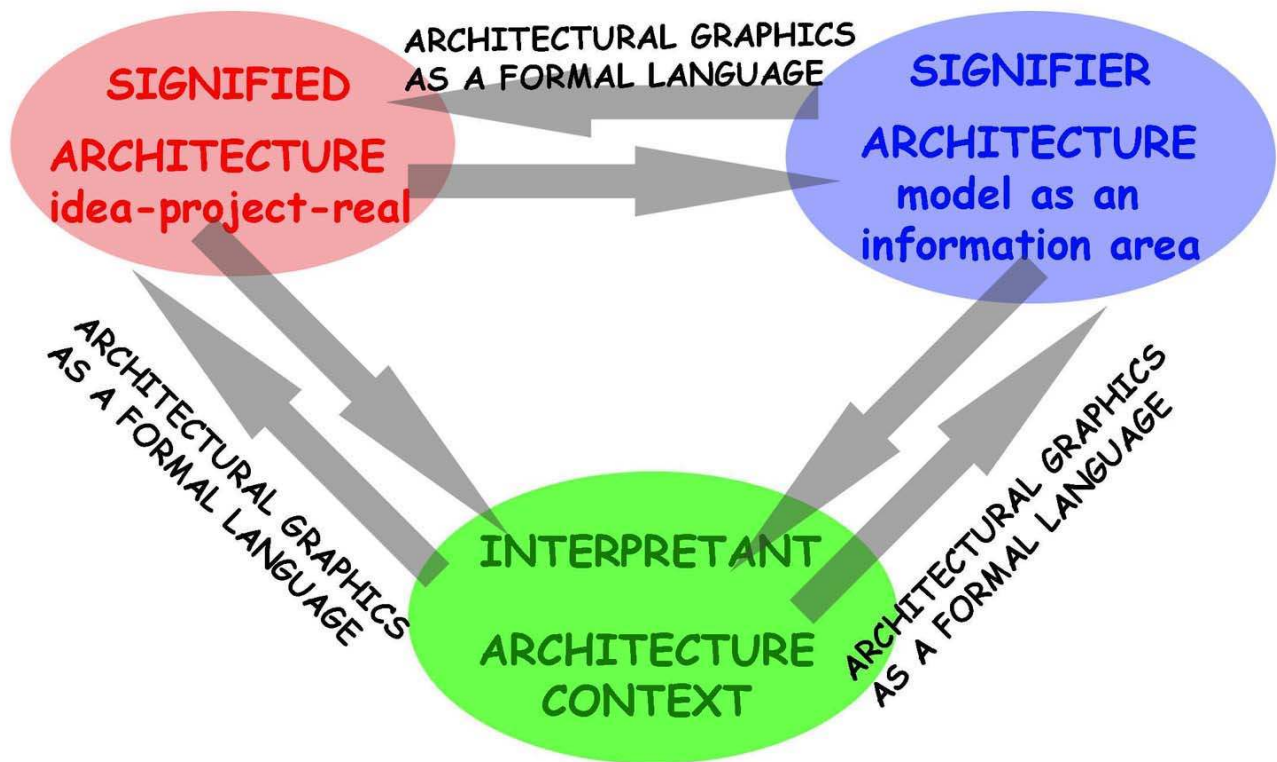 ARCHITECTURAL GRAPHICS
AS A FORMAL LANGUAGE
SIGNIFIED
ARCHITECTURE
idea-project-real
SIGNIFIER
ARCHITECTURE
model as an
information area
ARCHITECTURAL GRAPHICS
AS A FORMAL LANGUAGE
INTERPRETANT
ARCHITECTURE
CONTEXT
ARCHITECTURAL GRAPHICS
AS A FORMAL LANGUAGE